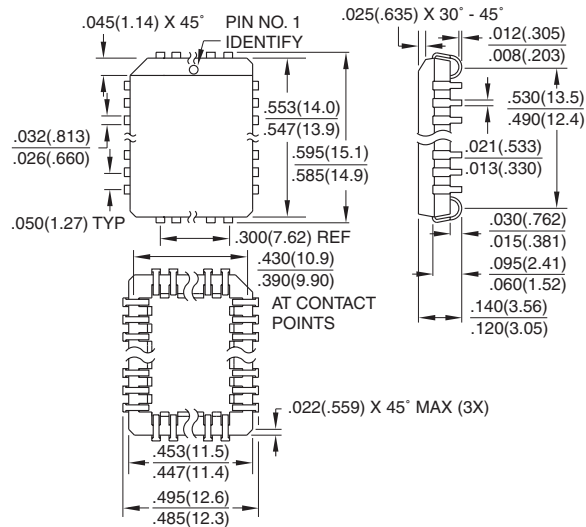 .045(1.14) X 45°
PIN NO. 1
IDENTIFY
.025(.635) X 30° - 45°
.012(.305)
.008(.203)
.553(14.0)
.547(13.9)
.595(15.1)
.585(14.9)
.032(.813)
.026(.660)
.050(1.27) TYP
.530(13.5)
.490(12.4)
.021(.533)
.013(.330)
.300(7.62) REF
.430(10.9)
.390(9.90)
AT CONTACT
POINTS
.030(.762)
.015(.381)
.095(2.41)
.060(1.52)
.140(3.56)
.120(3.05)
.022(.559) X 45° MAX (3X)
.453(11.5)
.447(11.4)
.495(12.6)
.485(12.3)